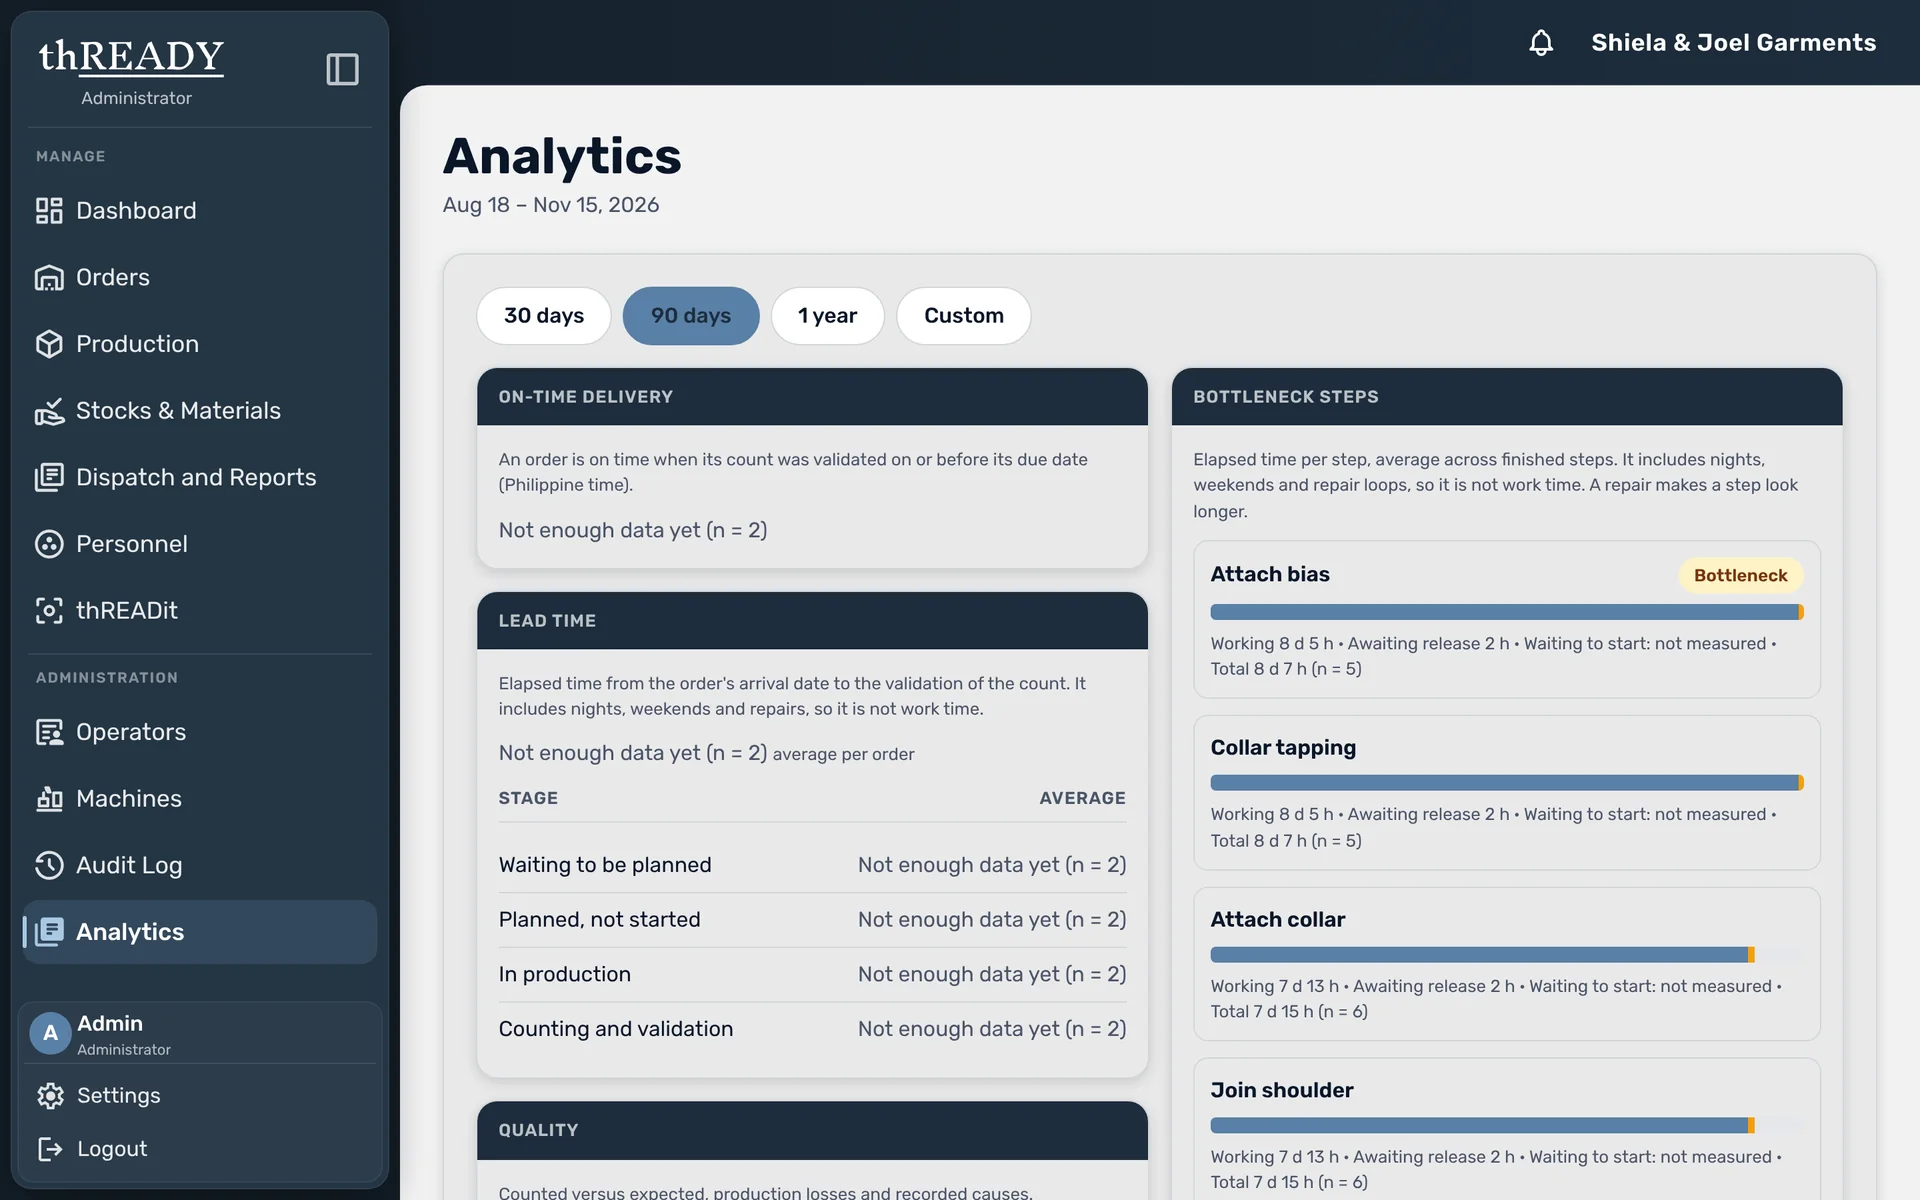 thREADY
Administrator
MANAGE
Dashboard
Orders
Production
Stocks & Materials
Dispatch and Reports
Personnel
thREADit
ADMINISTRATION
Operators
Machines
Audit Log
Analytics
A
Admin
Administrator
Settings
Logout
Shiela & Joel Garments
Analytics
Aug 18 – Nov 15, 2026
30 days
90 days
1 year
Custom
ON-TIME DELIVERY
An order is on time when its count was validated on or before its due date
(Philippine time).
Not enough data yet (n = 2)
LEAD TIME
Elapsed time from the order's arrival date to the validation of the count. It
includes nights, weekends and repairs, so it is not work time.
Not enough data yet (n = 2) average per order
STAGE AVERAGE
Waiting to be planned Not enough data yet (n = 2)
Planned, not started Not enough data yet (n = 2)
In production Not enough data yet (n = 2)
Counting and validation Not enough data yet (n = 2)
QUALITY
Counted versus expected, production losses and recorded causes.
BOTTLENECK STEPS
Elapsed time per step, average across finished steps. It includes nights,
weekends and repair loops, so it is not work time. A repair makes a step look
longer.
Attach bias Bottleneck
Working 8 d 5 h • Awaiting release 2 h • Waiting to start: not measured •
Total 8 d 7 h (n = 5)
Collar tapping
Working 8 d 5 h • Awaiting release 2 h • Waiting to start: not measured •
Total 8 d 7 h (n = 5)
Attach collar
Working 7 d 13 h • Awaiting release 2 h • Waiting to start: not measured •
Total 7 d 15 h (n = 6)
Join shoulder
Working 7 d 13 h • Awaiting release 2 h • Waiting to start: not measured •
Total 7 d 15 h (n = 6)